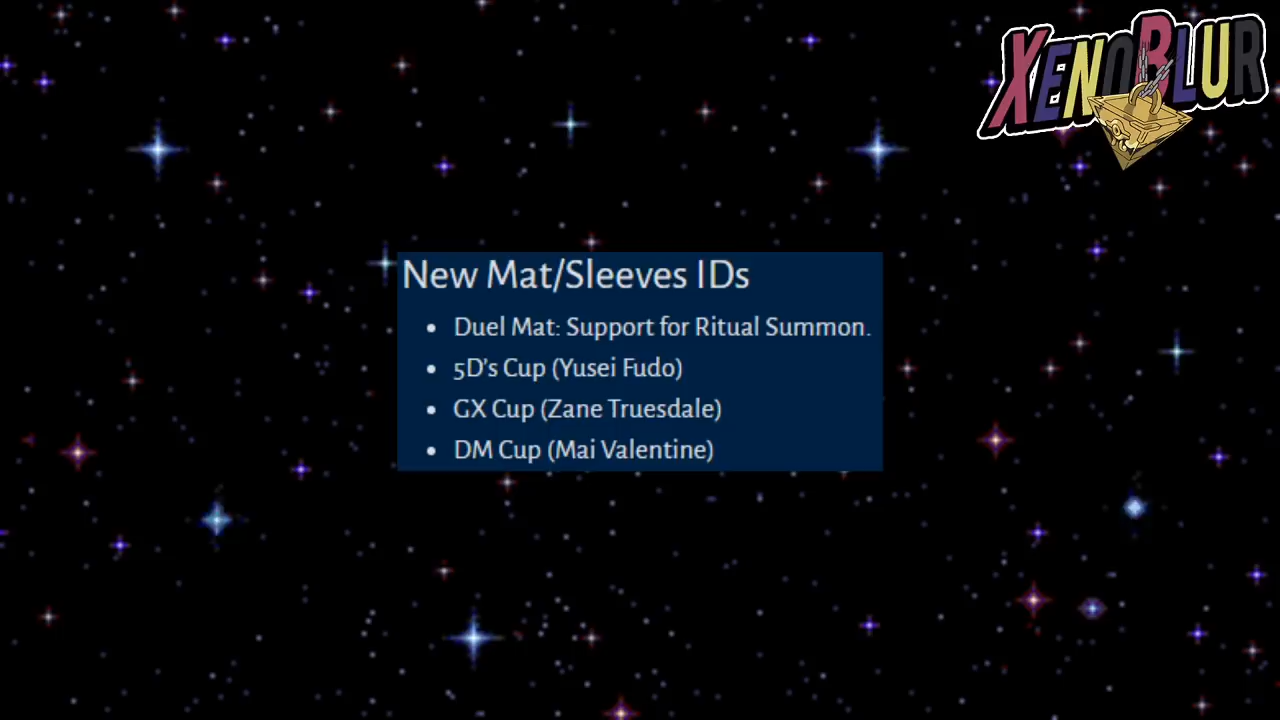 XENOBLUR
New Mat/Sleeves IDs
• Duel Mat: Support for Ritual Summon.
• 5D's Cup (Yusei Fudo)
• GX Cup (Zane Truesdale)
• DM Cup (Mai Valentine)